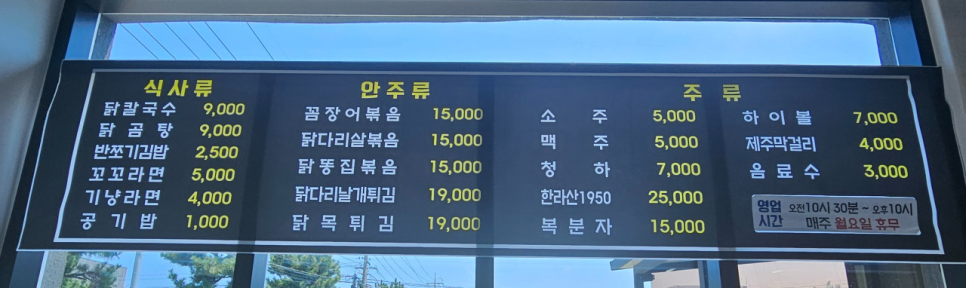 식사류
닭칼국수 9,000
닭곰탕 9,000
반쪼기김밥 2,500
꼬꼬라면 5,000
기냥라면 4,000
공기밥 1,000
안주류
꼼장어볶음 15,000
닭다리살볶음 15,000
닭똥집볶음 15,000
닭다리날개튀김 19,000
닭목튀김 19,000
주류
소주 5,000
맥주 5,000
청하 7,000
한라산1950 25,000
복분자 15,000
하이볼 7,000
제주막걸리 4,000
음료수 3,000
영업시간 오전10시 30분~오후10시
매주 월요일 휴무